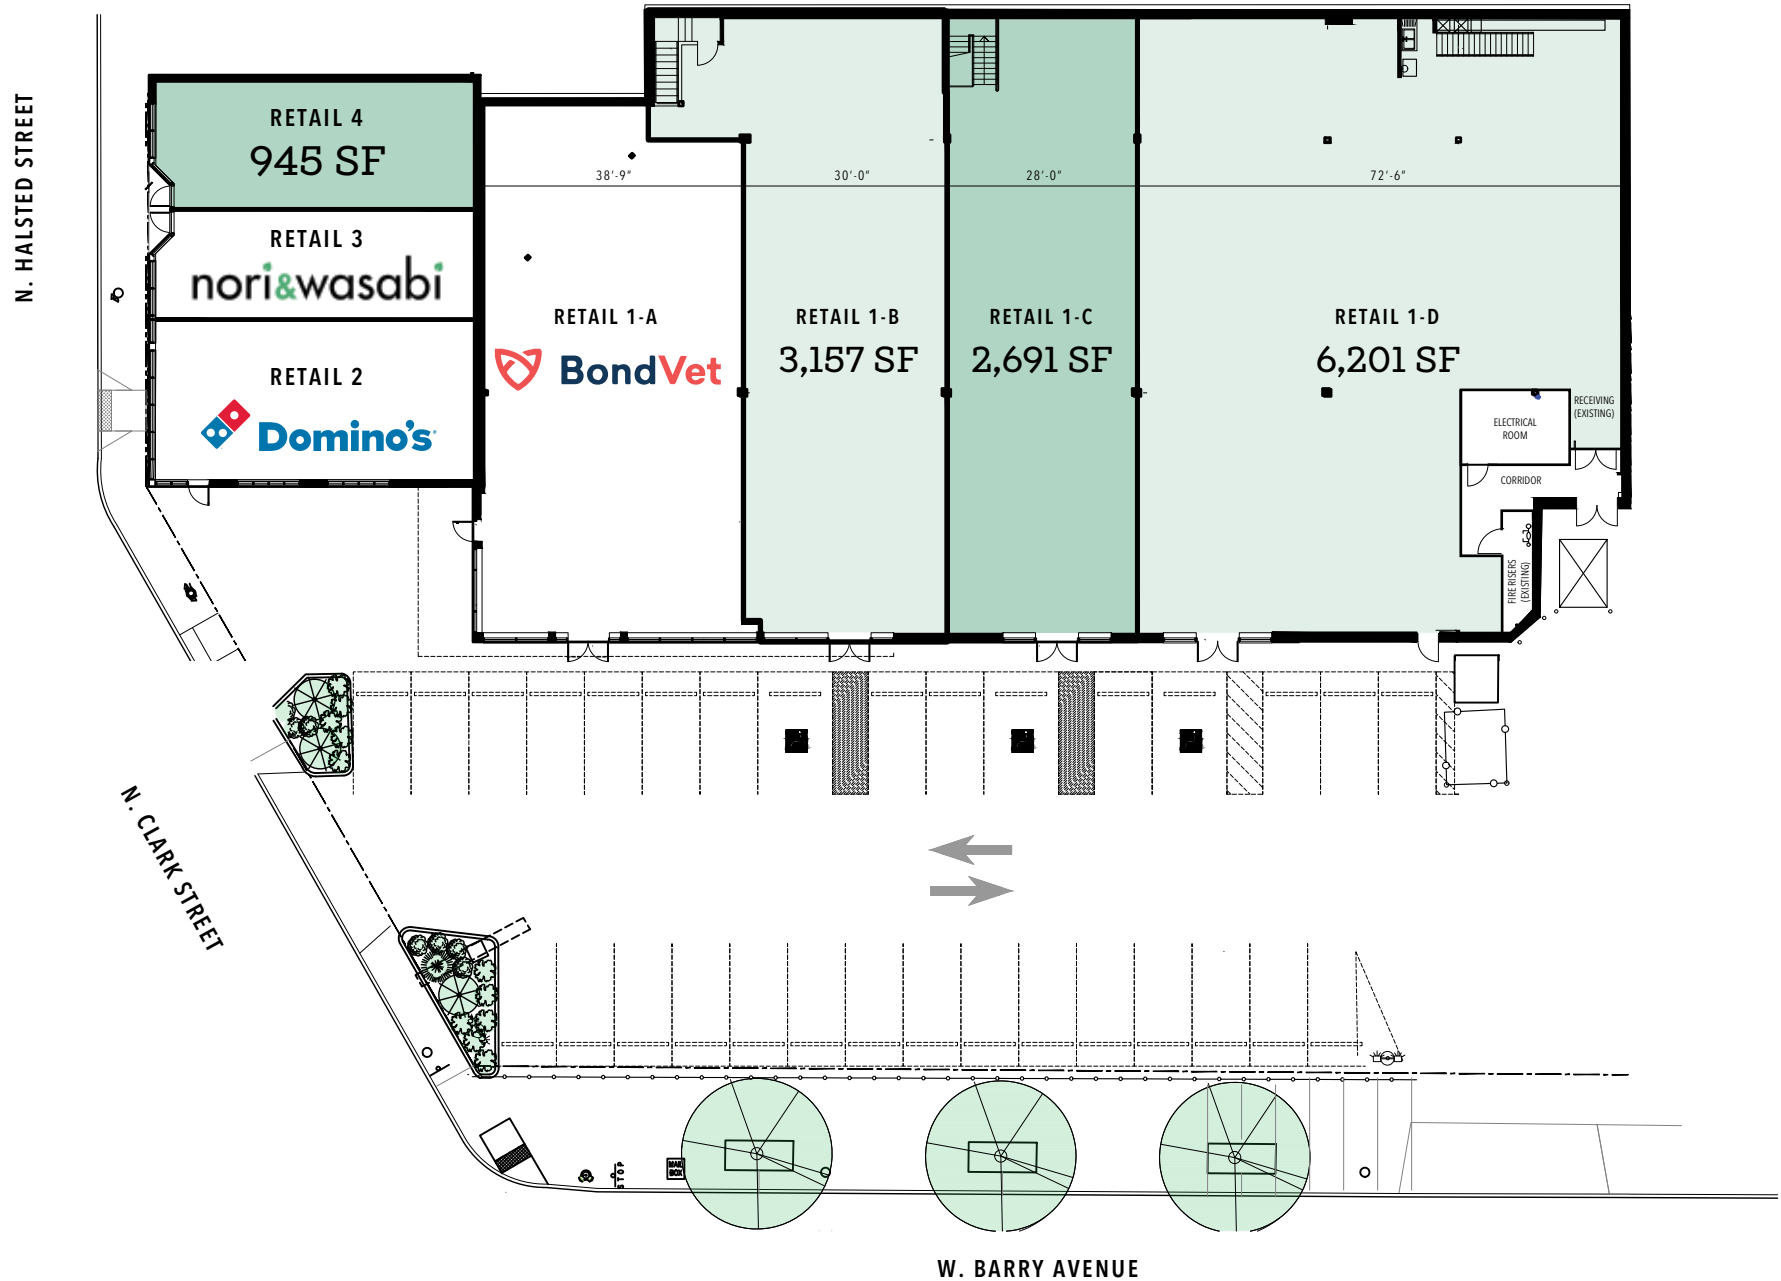 N. HALSTED STREET
RETAIL 4
945 SF
RETAIL 3
nori&wasabi
RETAIL 2
Domino's
38'-9"
30'-0"
28'-0"
72'-6"
RETAIL 1-A
BondVet
RETAIL 1-B
3,157 SF
RETAIL 1-C
2,691 SF
RETAIL 1-D
6,201 SF
ELECTRICAL
ROOM
RECEIVING
(EXISTING)
CORRIDOR
FIRE RISERS
(EXISTING)
N. CLARK STREET
STOP
MAIL
BOX
W. BARRY AVENUE